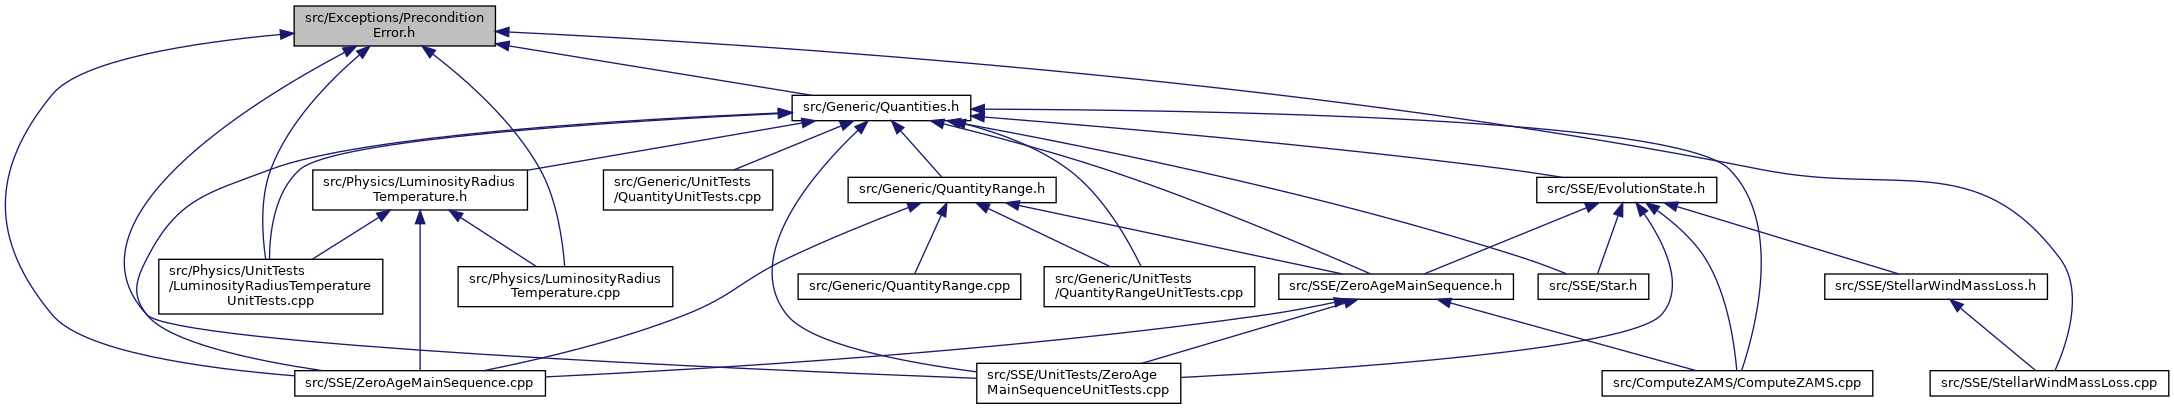 src/Exceptions/Precondition
Error.h
src/Generic/Quantities.h
src/Physics/LuminosityRadius
Temperature.h
src/Generic/UnitTests
/QuantityUnitTests.cpp
src/Generic/QuantityRange.h
src/SSE/EvolutionState.h
src/Physics/UnitTests
/LuminosityRadiusTemperature
UnitTests.cpp
src/Physics/LuminosityRadius
Temperature.cpp
src/Generic/QuantityRange.cpp
src/Generic/UnitTests
/QuantityRangeUnitTests.cpp
src/SSE/ZeroAgeMainSequence.h
src/SSE/Star.h
src/SSE/StellarWindMassLoss.h
src/SSE/ZeroAgeMainSequence.cpp
src/SSE/UnitTests/ZeroAge
MainSequenceUnitTests.cpp
src/ComputeZAMS/ComputeZAMS.cpp
src/SSE/StellarWindMassLoss.cpp